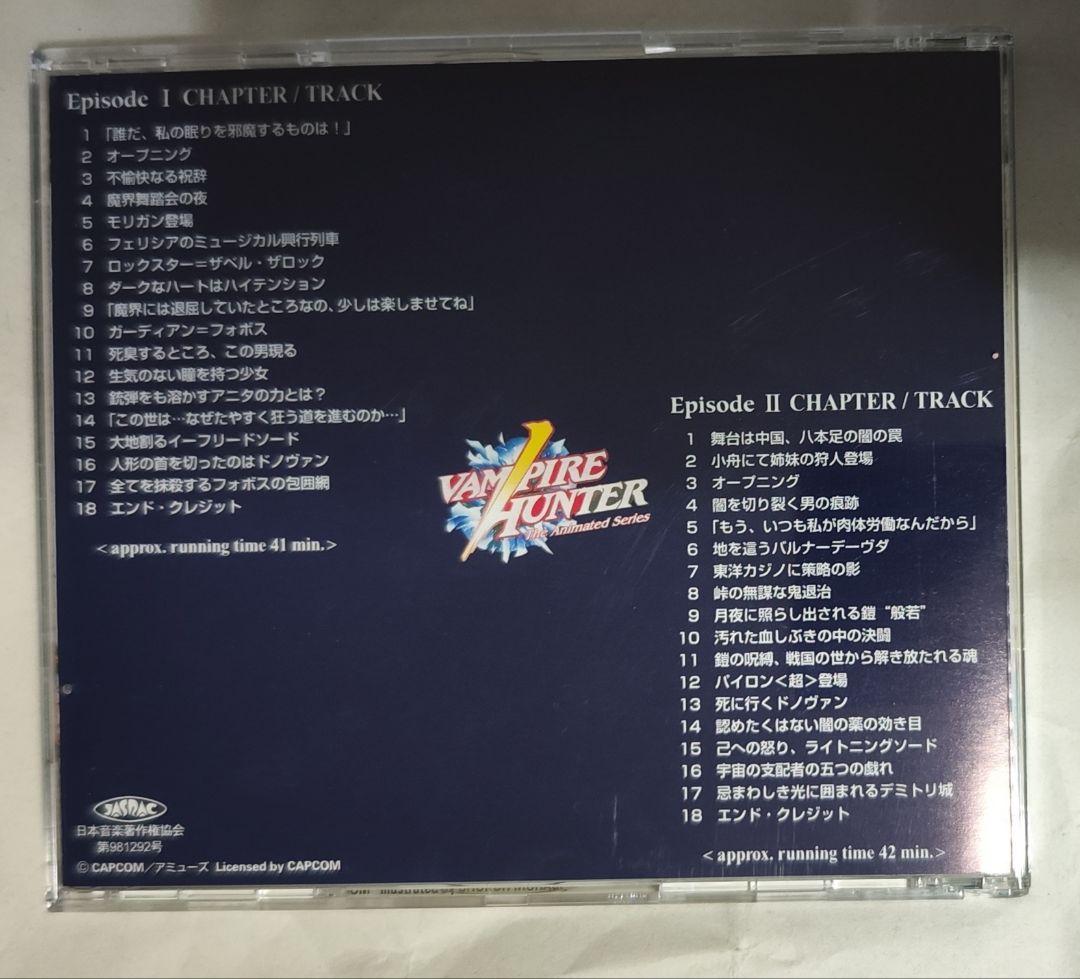 Episode Ⅰ CHAPTER / TRACK
1 「誰だ、私の眠りを邪魔するものは！」
2 オープニング
3 不愉快なる祝辞
4 魔界舞踏会の夜
5 モリガン登場
6 フェリシアのミュージカル興行列車
7 ロックスター＝ザベル・ザロック
8 ダークなハートはハイテンション
9 「魔界には退屈していたところなの、少しは楽しませてね」
10 ガーディアン＝フォボス
11 死臭するところ、この男現る
12 生気のない瞳を持つ少女
13 銃弾をも溶かすアニタの力とは？
14 「この世は…なぜたやすく狂う道を進むのか…」
15 大地割るイーフリードソード
16 人形の首を切ったのはドノヴァン
17 全てを抹殺するフォボスの包囲網
18 エンド・クレジット
< approx. running time 41 min. >
VAMPIRE
HUNTER
The Animated Series
Episode Ⅱ CHAPTER / TRACK
1 舞台は中国、八本足の闇の罠
2 小舟にて姉妹の狩人登場
3 オープニング
4 闇を切り裂く男の痕跡
5 「もう、いつも私が肉体労働なんだから」
6 地を這うバルナーデーヴダ
7 東洋カジノに策略の影
8 峠の無謀な鬼退治
9 月夜に照らし出される鎧“般若”
10 汚れた血しぶきの中の決闘
11 鎧の呪縛、戦国の世から解き放たれる魂
12 パイロン＜超＞登場
13 死に行くドノヴァン
14 認めたくはない闇の薬の効き目
15 己への怒り、ライトニングソード
16 宇宙の支配者の五つの戯れ
17 忌まわしき光に囲まれるデミトリ城
18 エンド・クレジット
< approx. running time 42 min. >
JASRAC
日本音楽著作権協会
第981292号
© CAPCOM／アミューズ Licensed by CAPCOM